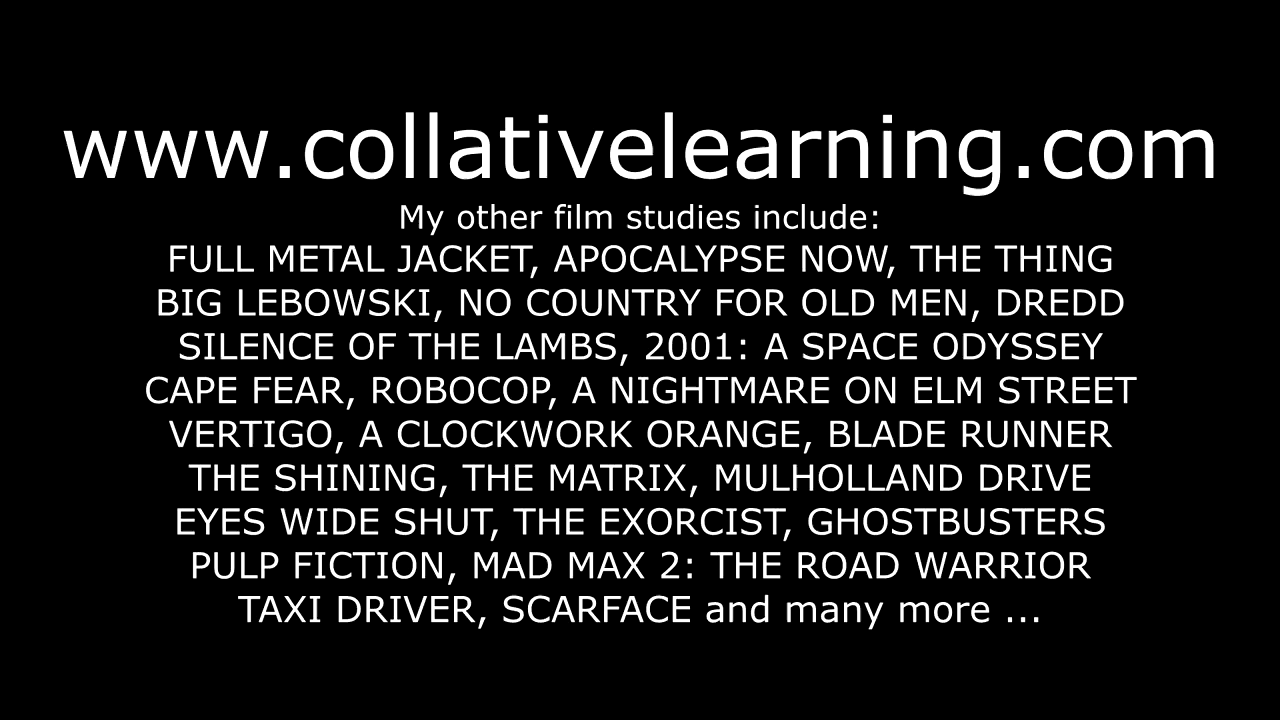 www.collativelearning.com
My other film studies include:
FULL METAL JACKET, APOCALYPSE NOW, THE THING
BIG LEBOWSKI, NO COUNTRY FOR OLD MEN, DREDD
SILENCE OF THE LAMBS, 2001: A SPACE ODYSSEY
CAPE FEAR, ROBOCOP, A NIGHTMARE ON ELM STREET
VERTIGO, A CLOCKWORK ORANGE, BLADE RUNNER
THE SHINING, THE MATRIX, MULHOLLAND DRIVE
EYES WIDE SHUT, THE EXORCIST, GHOSTBUSTERS
PULP FICTION, MAD MAX 2: THE ROAD WARRIOR
TAXI DRIVER, SCARFACE and many more ...